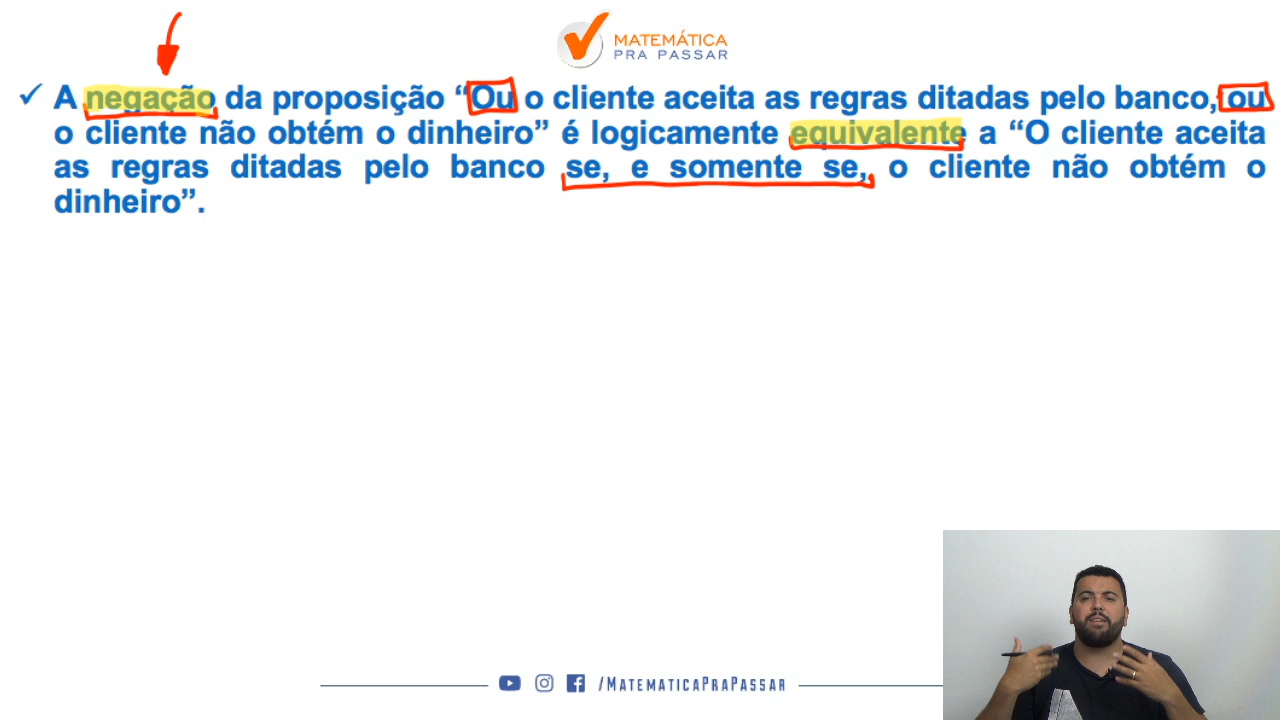 MATEMÁTICA
PRA PASSAR
✓ A negação da proposição “Ou o cliente aceita as regras ditadas pelo banco, ou
o cliente não obtém o dinheiro” é logicamente equivalente a “O cliente aceita
as regras ditadas pelo banco se, e somente se, o cliente não obtém o
dinheiro”.
/MATEMATICAPRAPASSAR